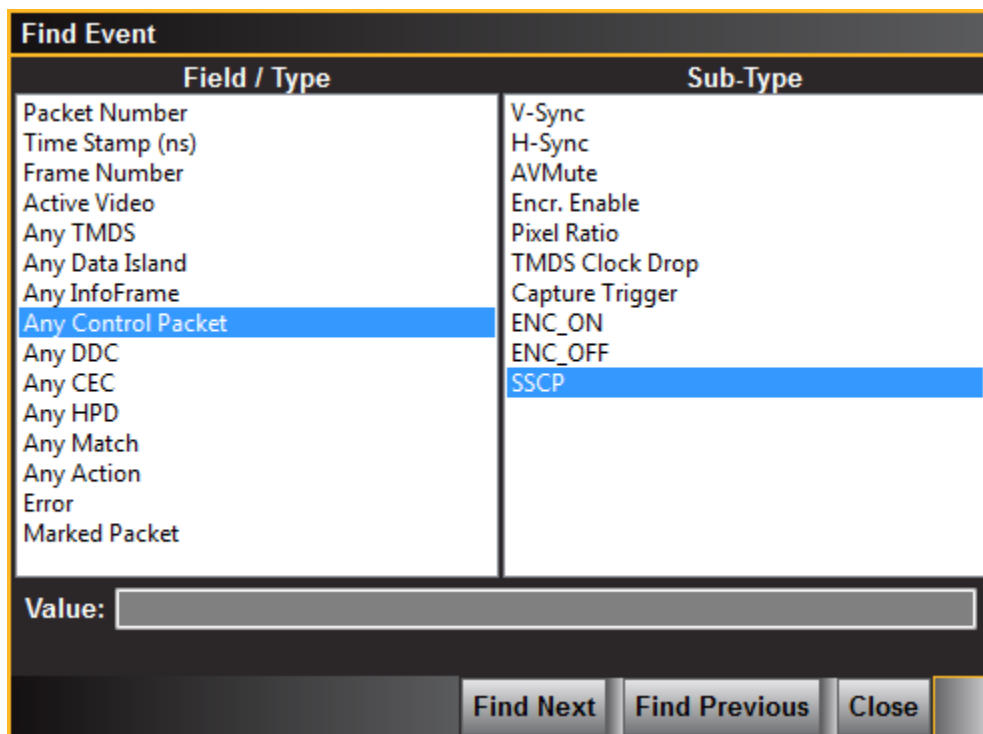 Find Event
Field / Type
Packet Number
Time Stamp (ns)
Frame Number
Active Video
Any TMDS
Any Data Island
Any InfoFrame
Any Control Packet
Any DDC
Any CEC
Any HPD
Any Match
Any Action
Error
Marked Packet
Sub-Type
V-Sync
H-Sync
AVMute
Encr. Enable
Pixel Ratio
TMDS Clock Drop
Capture Trigger
ENC_ON
ENC_OFF
SSCP
Value:
Find Next Find Previous Close